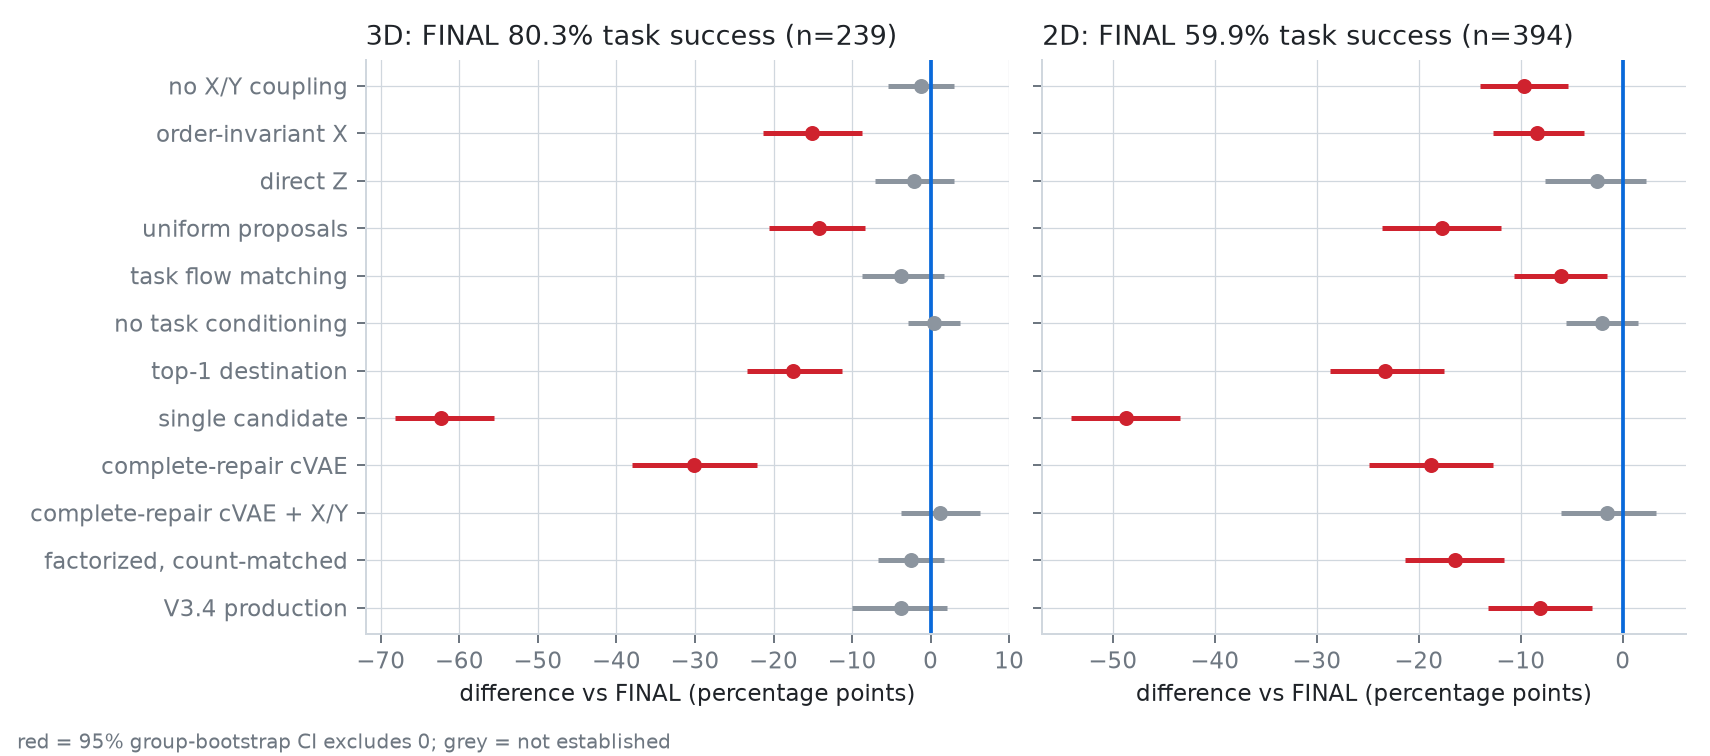 3D: FINAL 80.3% task success (n=239)
2D: FINAL 59.9% task success (n=394)
no X/Y coupling
order-invariant X
direct Z
uniform proposals
task flow matching
no task conditioning
top-1 destination
single candidate
complete-repair cVAE
complete-repair cVAE + X/Y
factorized, count-matched
V3.4 production
−70 −60 −50 −40 −30 −20 −10 0 10
−50 −40 −30 −20 −10 0
difference vs FINAL (percentage points)
difference vs FINAL (percentage points)
red = 95% group-bootstrap CI excludes 0; grey = not established